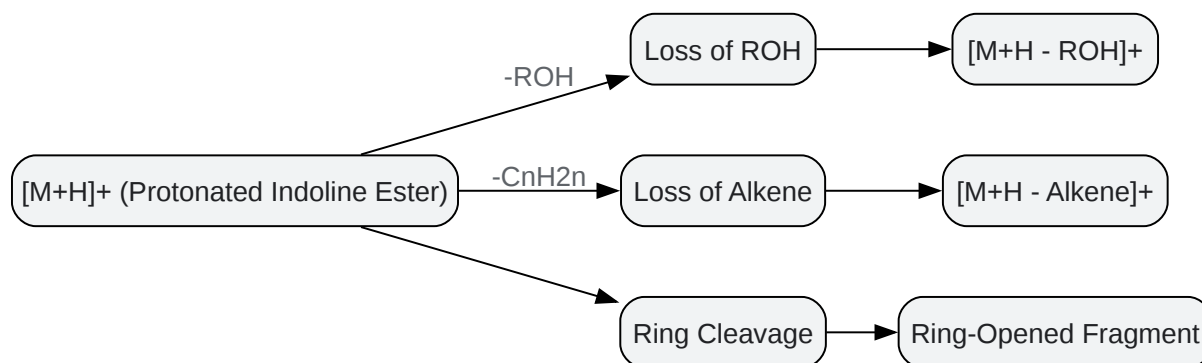 Loss of ROH
[M+H - ROH]+
-ROH
[M+H]+ (Protonated Indoline Ester)
-CnH2n
Loss of Alkene
[M+H - Alkene]+
Ring Cleavage
Ring-Opened Fragment